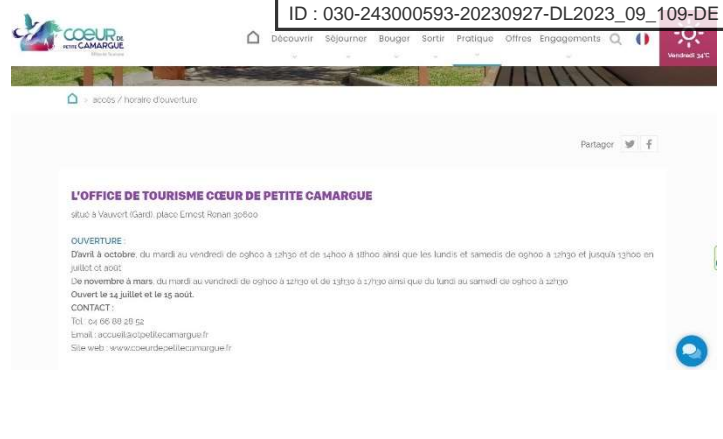 ID : 030-243000593-20230927-DL2023_09_109-DE
CŒUR DE
PETITE CAMARGUE
Découvrir Séjourner Bouger Sortir Pratique Offres Engagements
Vendredi 34°C
> accès / horaire d'ouverture
Partager
L'OFFICE DE TOURISME CŒUR DE PETITE CAMARGUE
situé à Vauvert (Gard), place Ernest Renan 30600
OUVERTURE :
D'avril à octobre, du mardi au vendredi de 09h00 à 12h30 et de 14h00 à 18h00 ainsi que les lundis et samedis de 09h00 à 12h30 et jusqu'à 13h00 en
juillet et août
De novembre à mars, du mardi au vendredi de 09h00 à 12h30 et de 13h30 à 17h30 ainsi que du lundi au samedi de 09h00 à 12h30
Ouvert le 14 juillet et le 15 août.
CONTACT :
Tel : 04 66 88 28 52
Email : accueil@otpetitecamargue.fr
Site web : www.coeurdepetitecamargue.fr